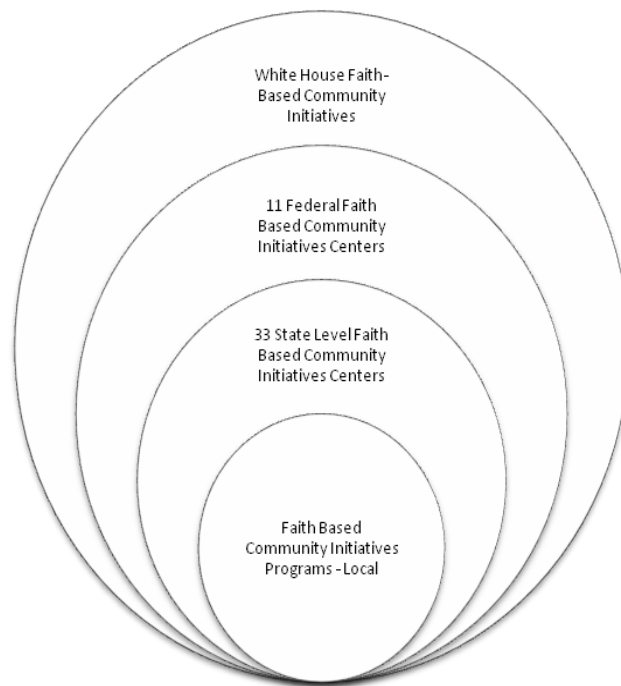 White House Faith-
Based Community
Initiatives
11 Federal Faith
Based Community
Initiatives Centers
33 State Level Faith
Based Community
Initiatives Centers
Faith Based
Community Initiatives
Programs - Local